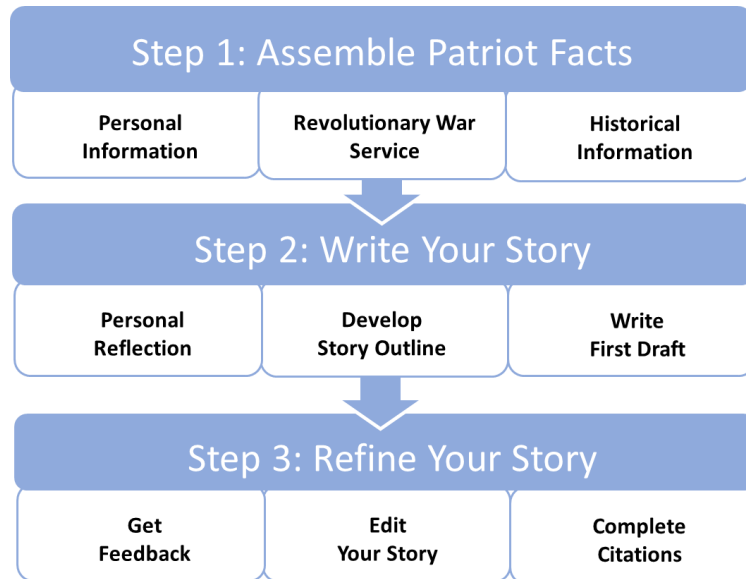 Step 1: Assemble Patriot Facts
Personal
Information
Revolutionary War
Service
Historical
Information
Step 2: Write Your Story
Personal
Reflection
Develop
Story Outline
Write
First Draft
Step 3: Refine Your Story
Get
Feedback
Edit
Your Story
Complete
Citations